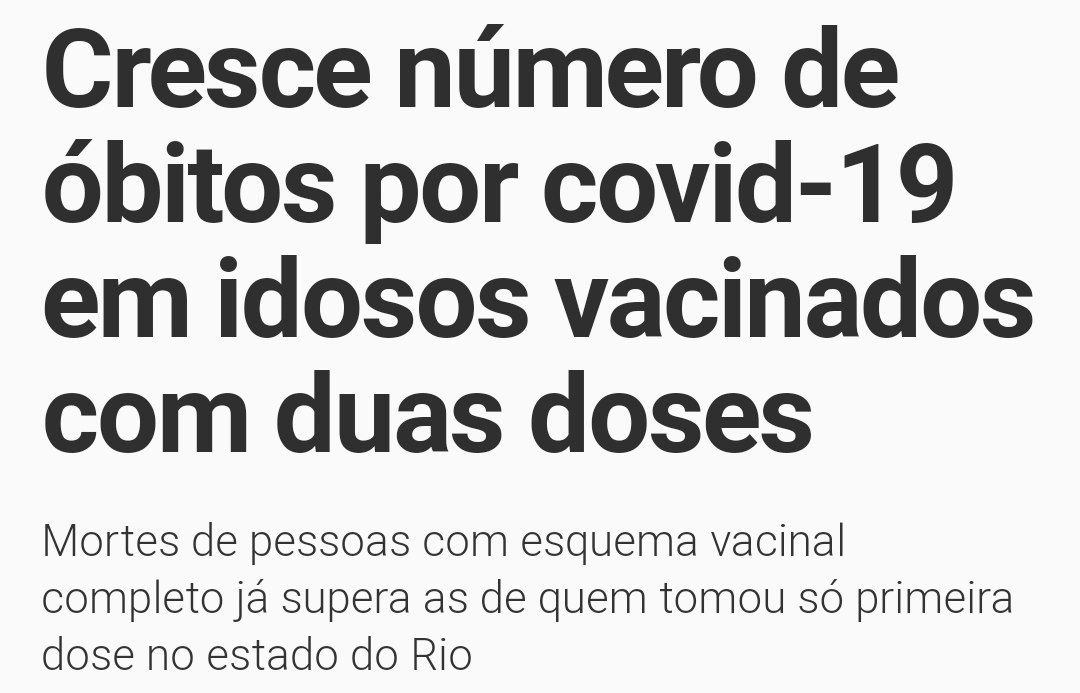 Cresce número de
óbitos por covid-19
em idosos vacinados
com duas doses
Mortes de pessoas com esquema vacinal
completo já supera as de quem tomou só primeira
dose no estado do Rio